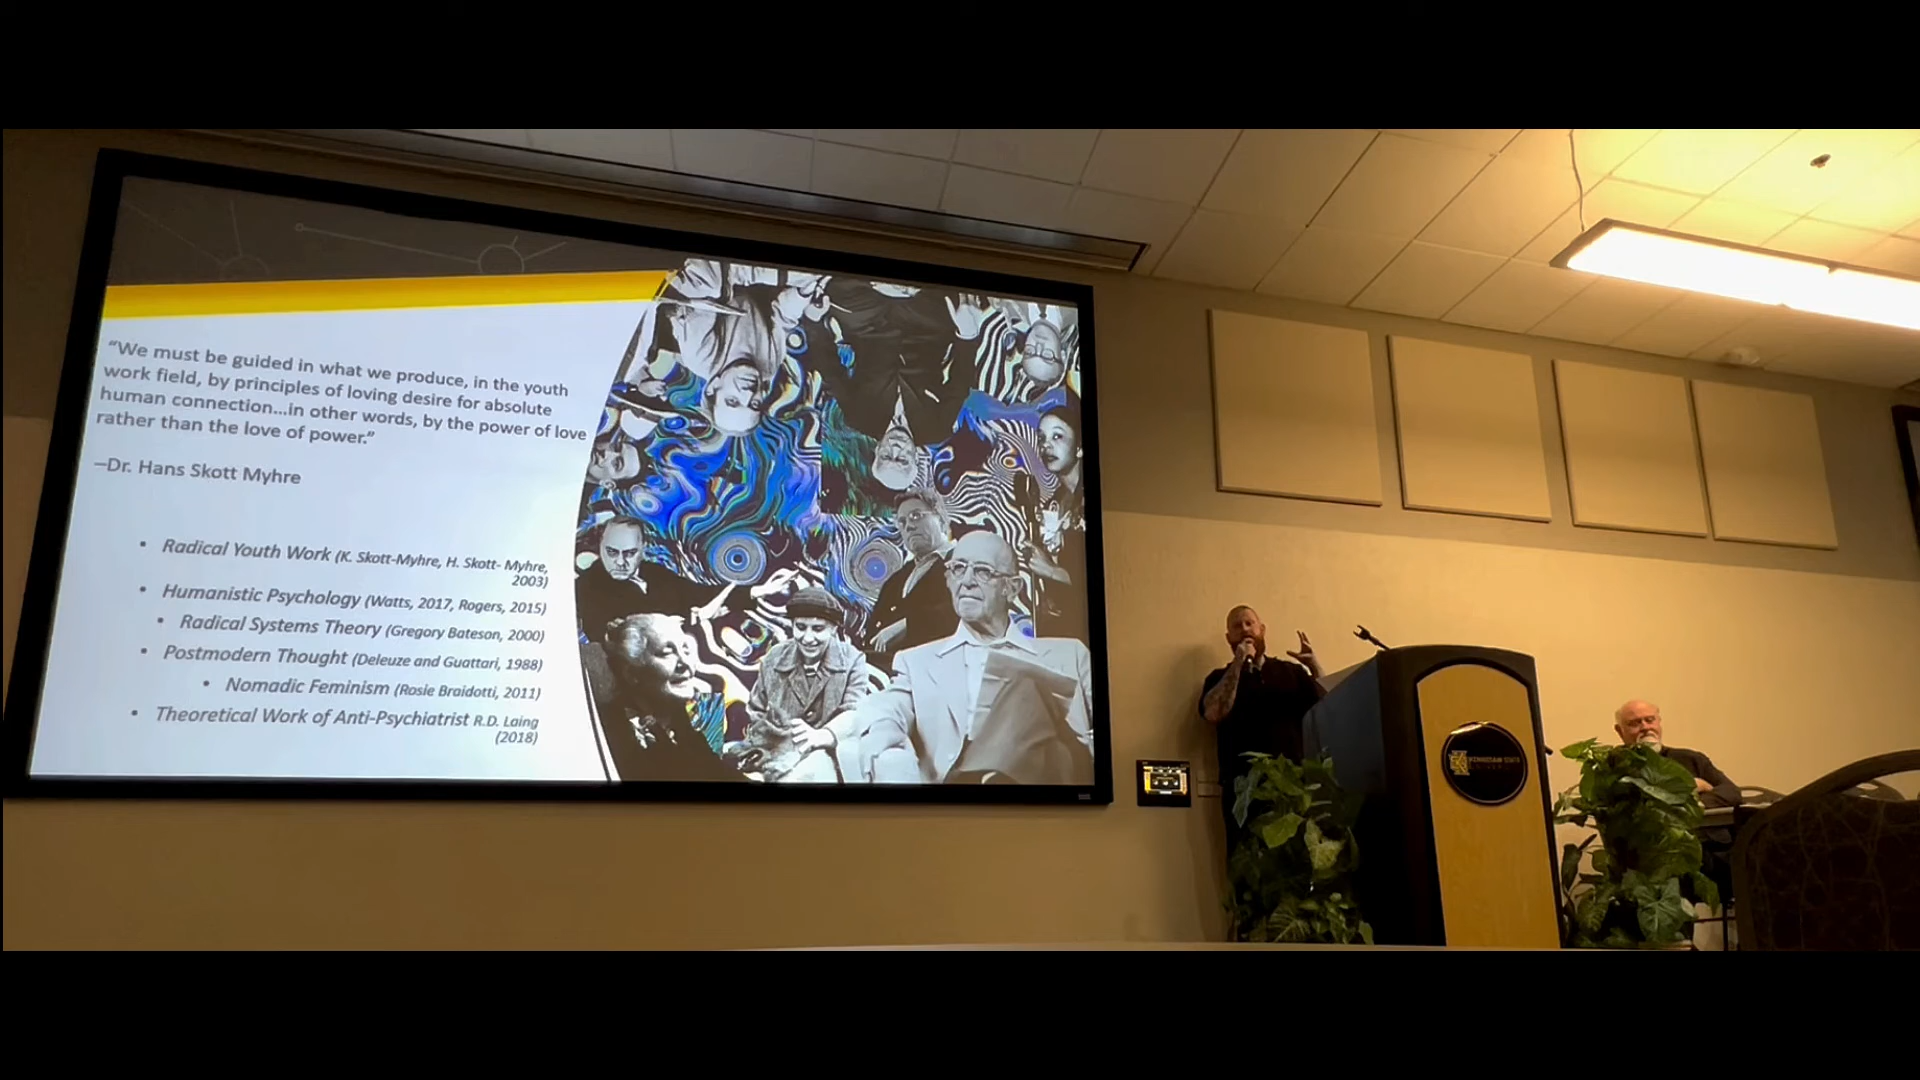 “We must be guided in what we produce, in the youth
work field, by principles of loving desire for absolute
human connection...in other words, by the power of love
rather than the love of power.”
—Dr. Hans Skott Myhre
• Radical Youth Work (K. Skott-Myhre, H. Skott- Myhre,
2003)
• Humanistic Psychology (Watts, 2017, Rogers, 2015)
• Radical Systems Theory (Gregory Bateson, 2000)
• Postmodern Thought (Deleuze and Guattari, 1988)
• Nomadic Feminism (Rosie Braidotti, 2011)
• Theoretical Work of Anti-Psychiatrist R.D. Laing
(2018)
KENNESAW STATE
UNIVERSITY